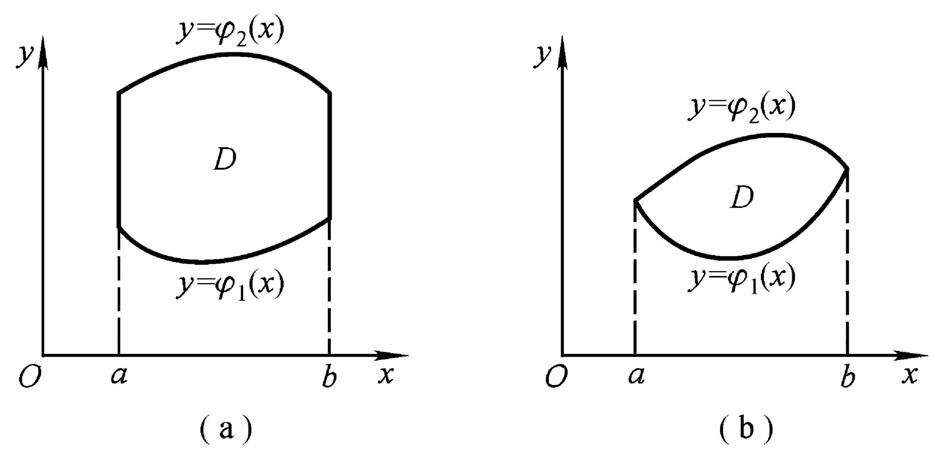 y
y=φ₂(x)
D
y=φ₁(x)
O
a
b
x
( a )
y
y=φ₂(x)
D
y=φ₁(x)
O
a
b
x
( b )